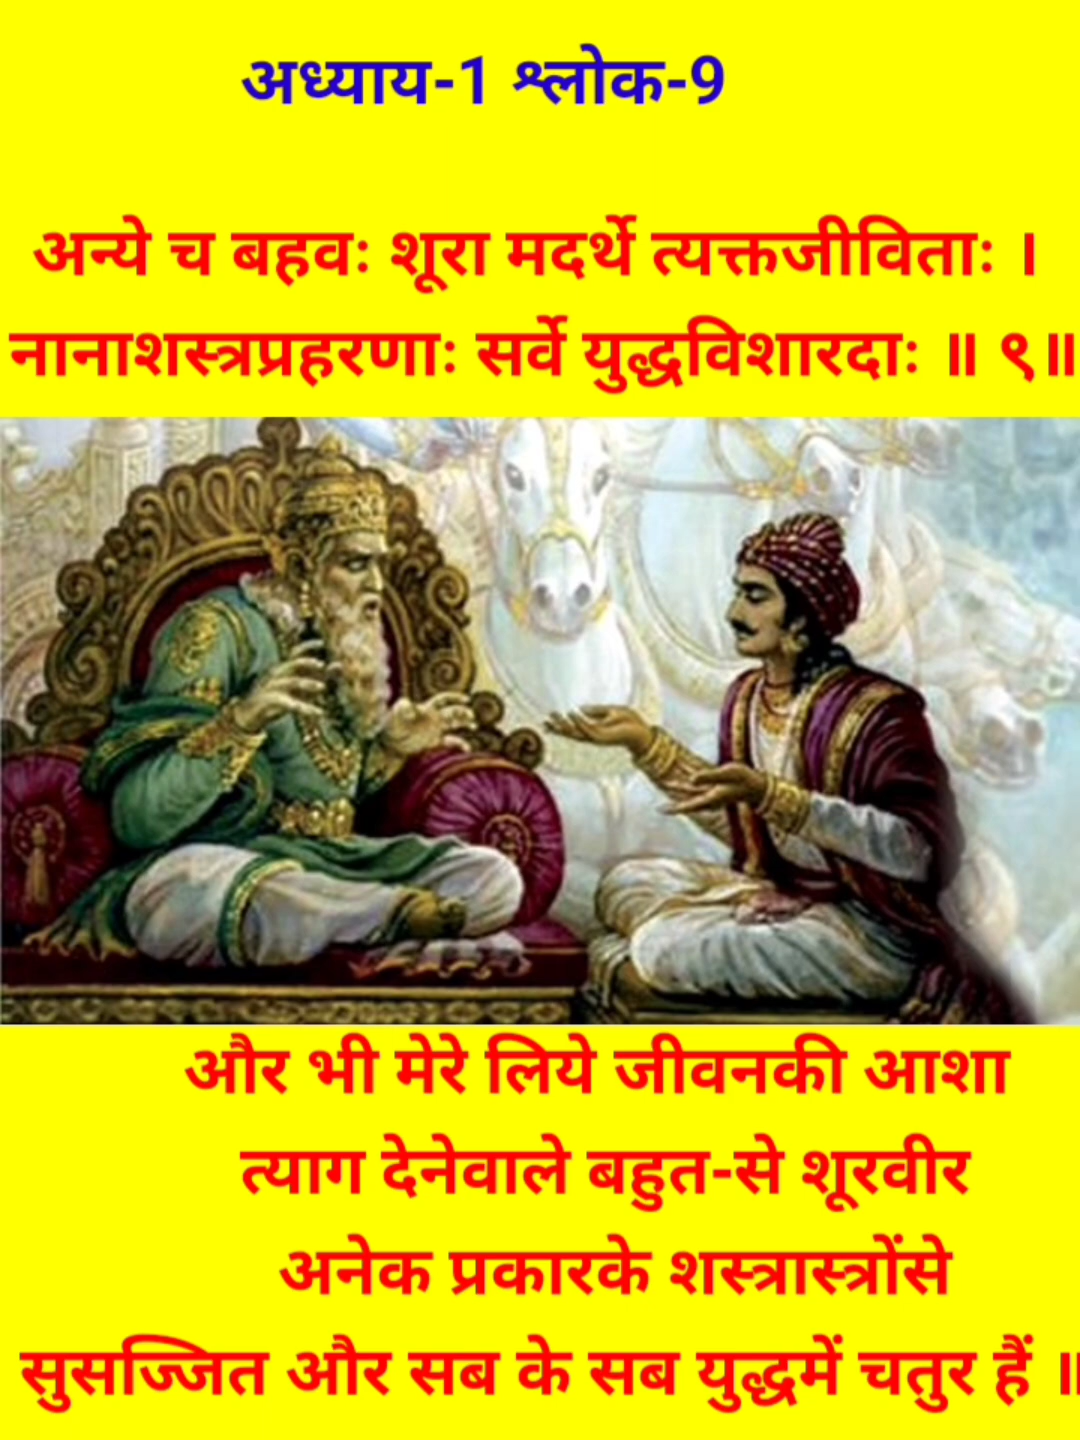 अध्याय-1 श्लोक-9
अन्ये च बहवः शूरा मदर्थे त्यक्तजीविताः ।
नानाशस्त्रप्रहरणाः सर्वे युद्धविशारदाः ॥ ९॥
और भी मेरे लिये जीवनकी आशा
त्याग देनेवाले बहुत-से शूरवीर
अनेक प्रकारके शस्त्रास्त्रोंसे
सुसज्जित और सब के सब युद्धमें चतुर हैं ॥